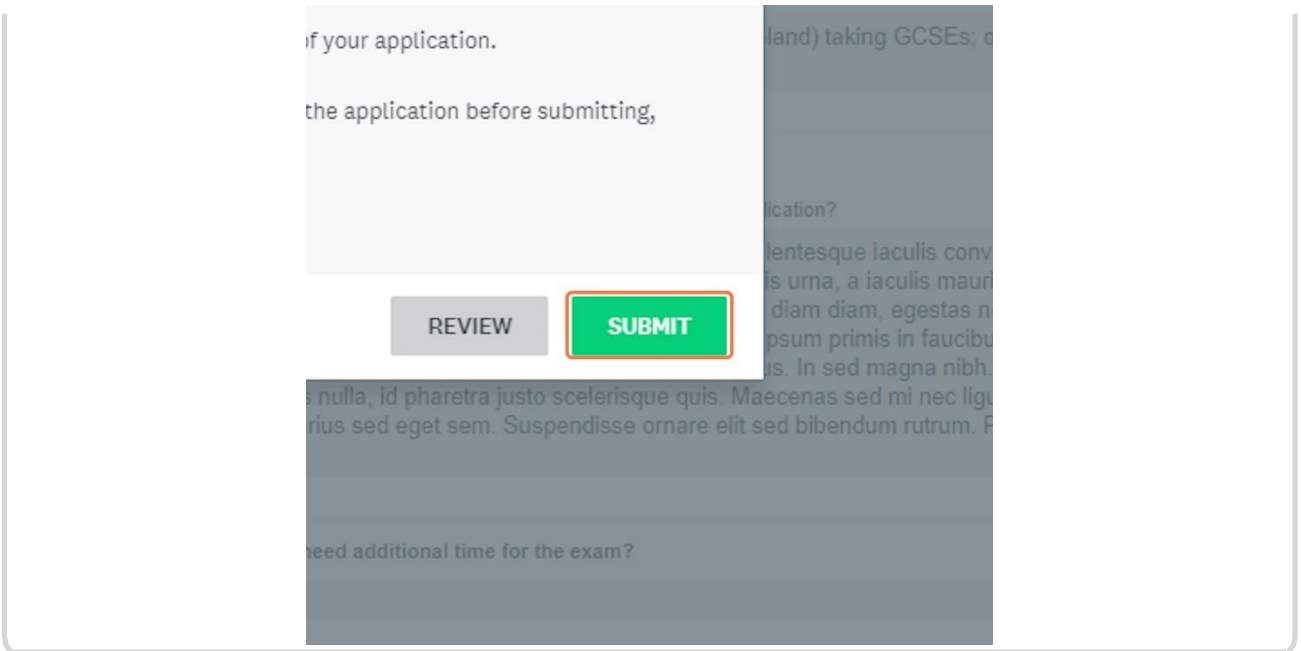 of your application.
land) taking GCSEs;
the application before submitting,
lication?
lentesque iaculis conv
is urna, a iaculis mauri
diam diam, egestas n
REVIEW
SUBMIT
psum primis in faucibu
us. In sed magna nibh.
s nulla, id pharetra justo scelerisque quis. Maecenas sed mi nec ligu
rius sed eget sem. Suspendisse ornare elit sed bibendum rutrum. P
need additional time for the exam?